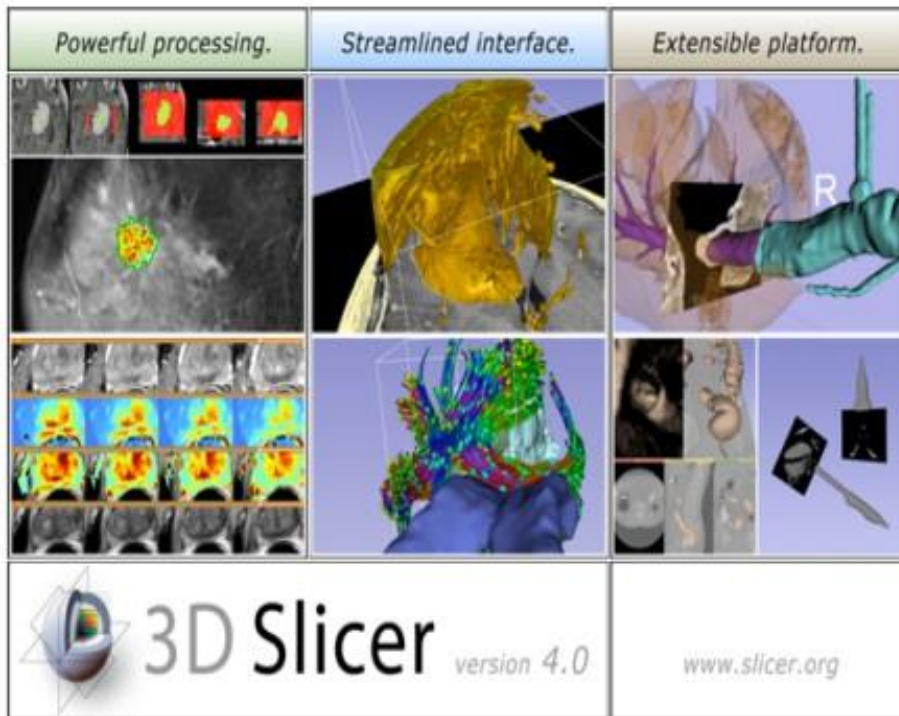 Powerful processing.
Streamlined interface.
Extensible platform.
R
3D Slicer version 4.0
www.slicer.org